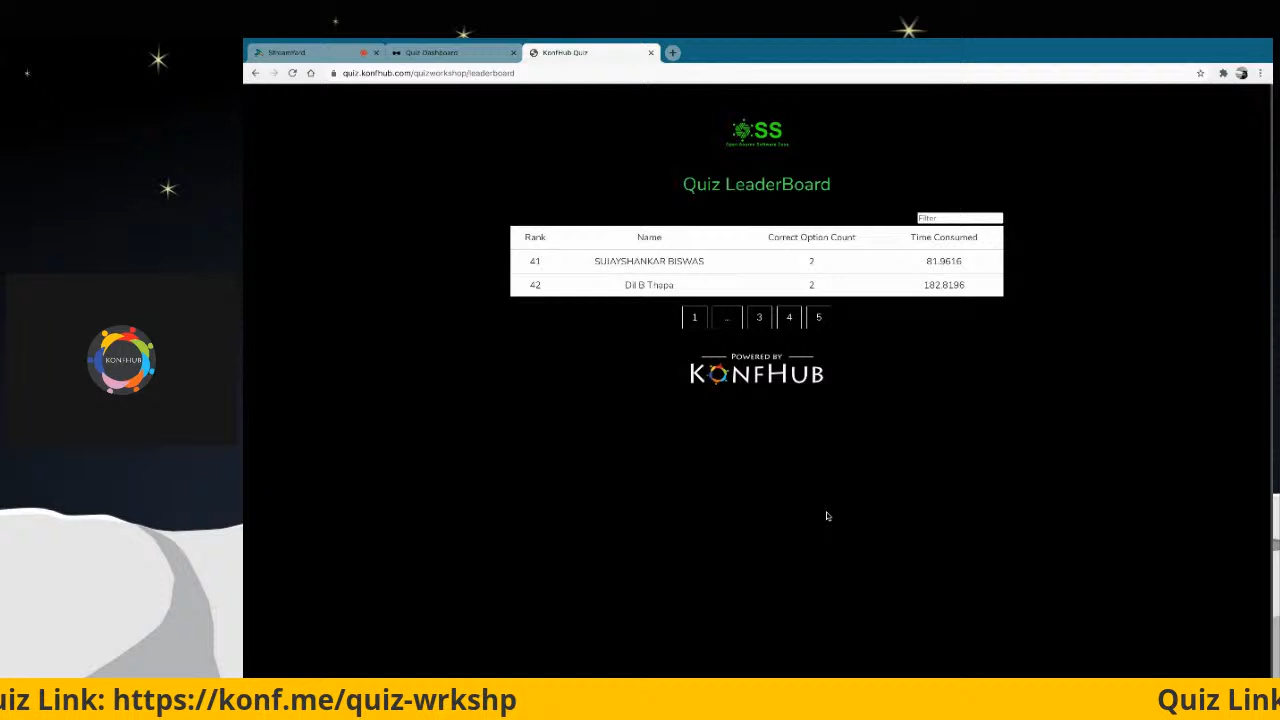 StreamYard
Quiz Dashboard
KonfHub Quiz
quiz.konfhub.com/quizworkshop/leaderboard
SS
Quiz LeaderBoard
Filter
Rank Name Correct Option Count Time Consumed
41 SUJAYSHANKAR BISWAS 2 81.9616
42 Dil B Thapa 2 182.8196
1 ... 3 4 5
POWERED BY
KONFHUB
KONFHUB
uiz Link: https://konf.me/quiz-wrkshp Quiz Link